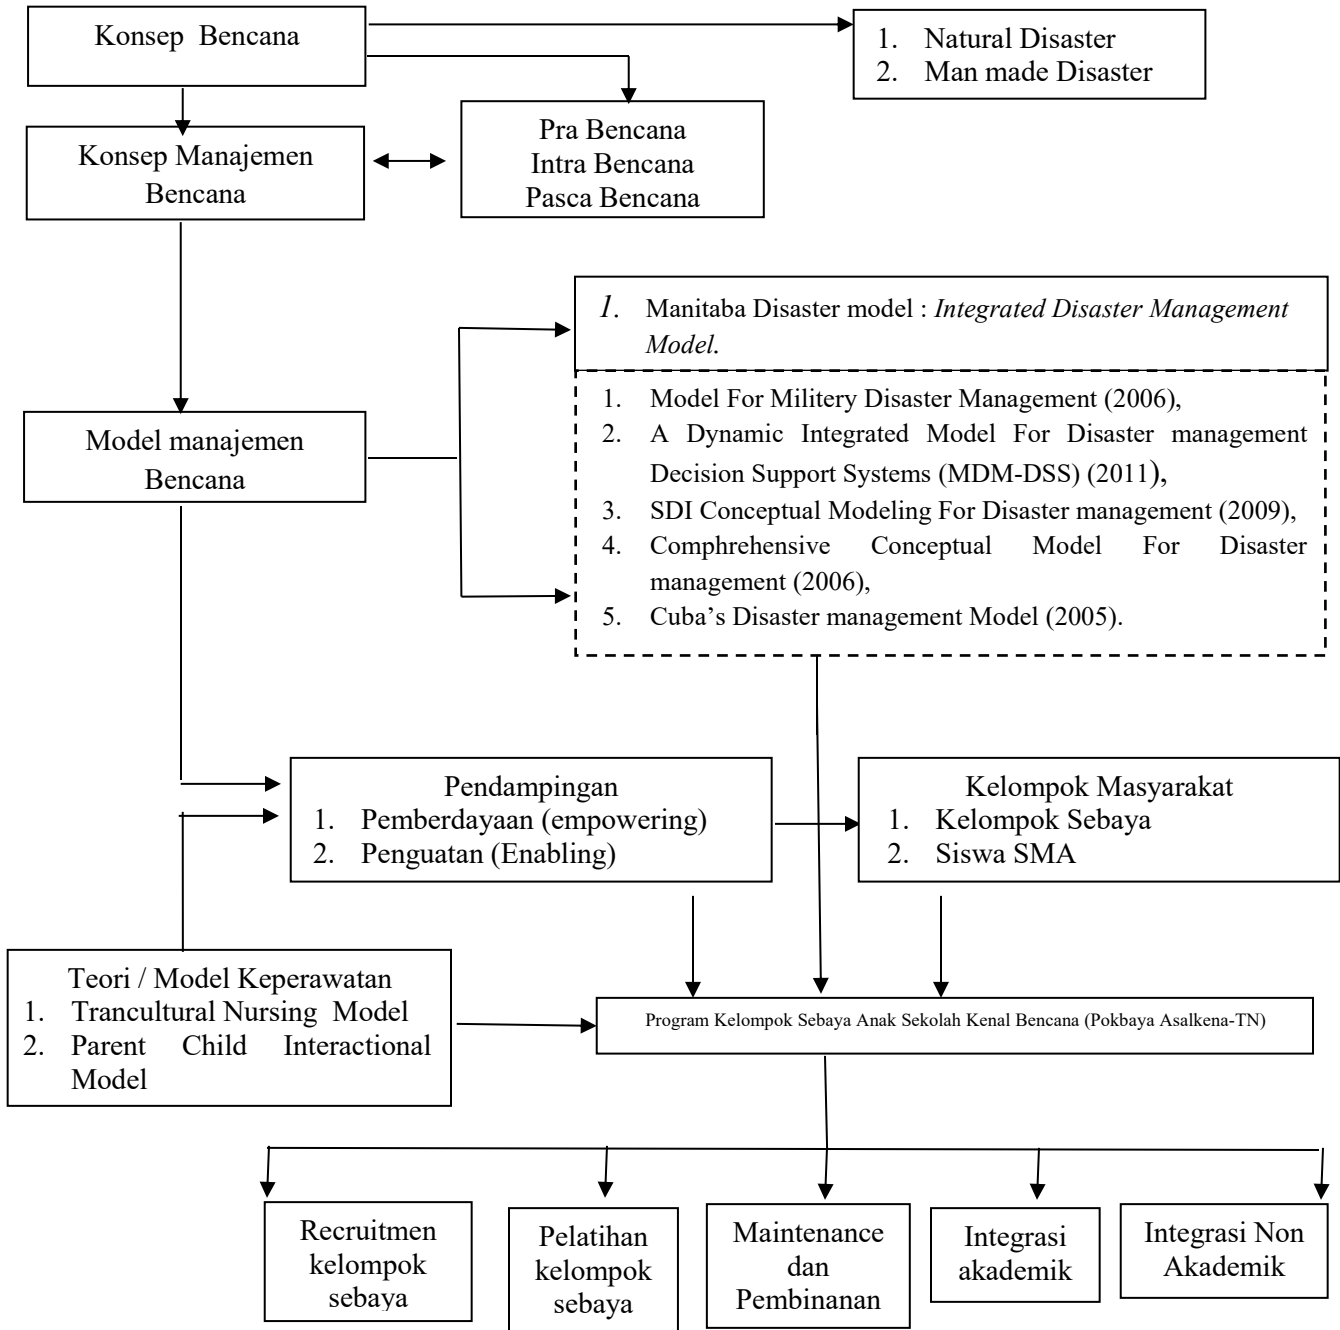 Konsep Bencana
1. Natural Disaster
2. Man made Disaster
Konsep Manajemen
Bencana
Pra Bencana
Intra Bencana
Pasca Bencana
1. Manitaba Disaster model : Integrated Disaster Management
Model.
1. Model For Militery Disaster Management (2006),
2. A Dynamic Integrated Model For Disaster management
Decision Support Systems (MDM-DSS) (2011),
3. SDI Conceptual Modeling For Disaster management (2009),
4. Comphrehensive Conceptual Model For Disaster
management (2006),
5. Cuba’s Disaster management Model (2005).
Model manajemen
Bencana
Pendampingan
1. Pemberdayaan (empowering)
2. Penguatan (Enabling)
Kelompok Masyarakat
1. Kelompok Sebaya
2. Siswa SMA
Teori / Model Keperawatan
1. Trancultural Nursing Model
2. Parent Child Interactional
Model
Program Kelompok Sebaya Anak Sekolah Kenal Bencana (Pokbaya Asalkena-TN)
Recruitmen
kelompok
sebaya
Pelatihan
kelompok
sebaya
Maintenance
dan
Pembinanan
Integrasi
akademik
Integrasi Non
Akademik